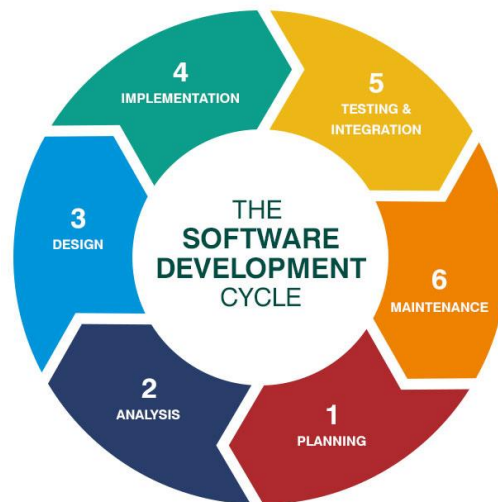 THE
SOFTWARE
DEVELOPMENT
CYCLE
1
PLANNING
2
ANALYSIS
3
DESIGN
4
IMPLEMENTATION
5
TESTING &
INTEGRATION
6
MAINTENANCE